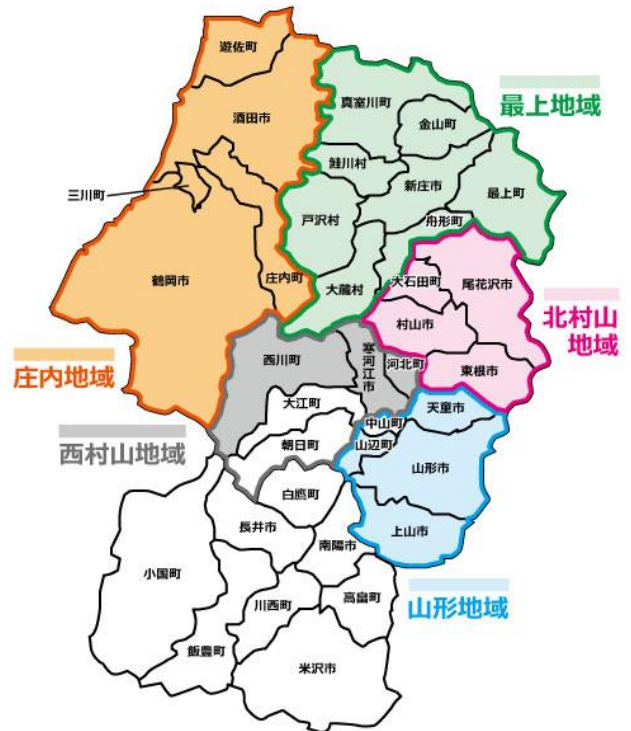 遊佐町
酒田市
三川町
鶴岡市
庄内町
庄内地域
真室川町
金山町
鮭川村
新庄市
最上町
戸沢村
舟形町
大蔵村
最上地域
大石田町
尾花沢市
村山市
東根市
北村山
地域
西川町
寒河江市
河北町
大江町
朝日町
西村山地域
中山町
天童市
山辺町
山形市
上山市
山形地域
白鷹町
長井市
南陽市
小国町
川西町
高畠町
飯豊町
米沢市